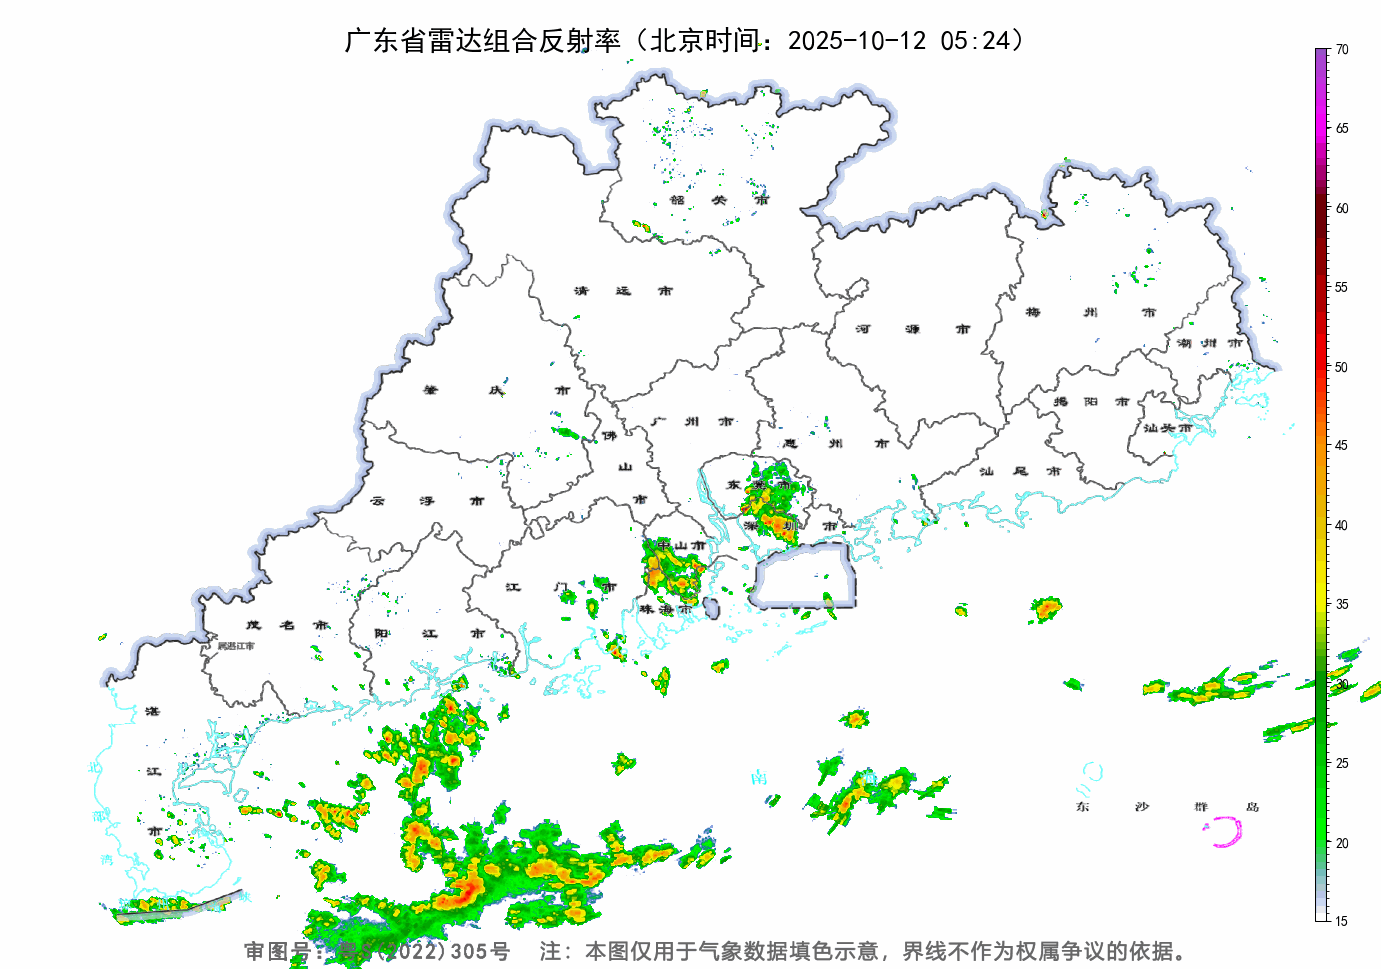 广东省雷达组合反射率（北京时间：2025-10-12 05:24）
70
65
60
55
50
45
40
35
30
25
20
15
韶关市
清远市
河源市
梅州市
潮州市
肇庆市
广州市
揭阳市
汕头市
佛山市
惠州市
汕尾市
云浮市
东莞市
深圳市
中山市
江门市
珠海市
茂名市
阳江市
属湛江市
湛江市
南海
东沙群岛
北部湾
审图号：粤S(2022)305号 注：本图仅用于气象数据填色示意，界线不作为权属争议的依据。